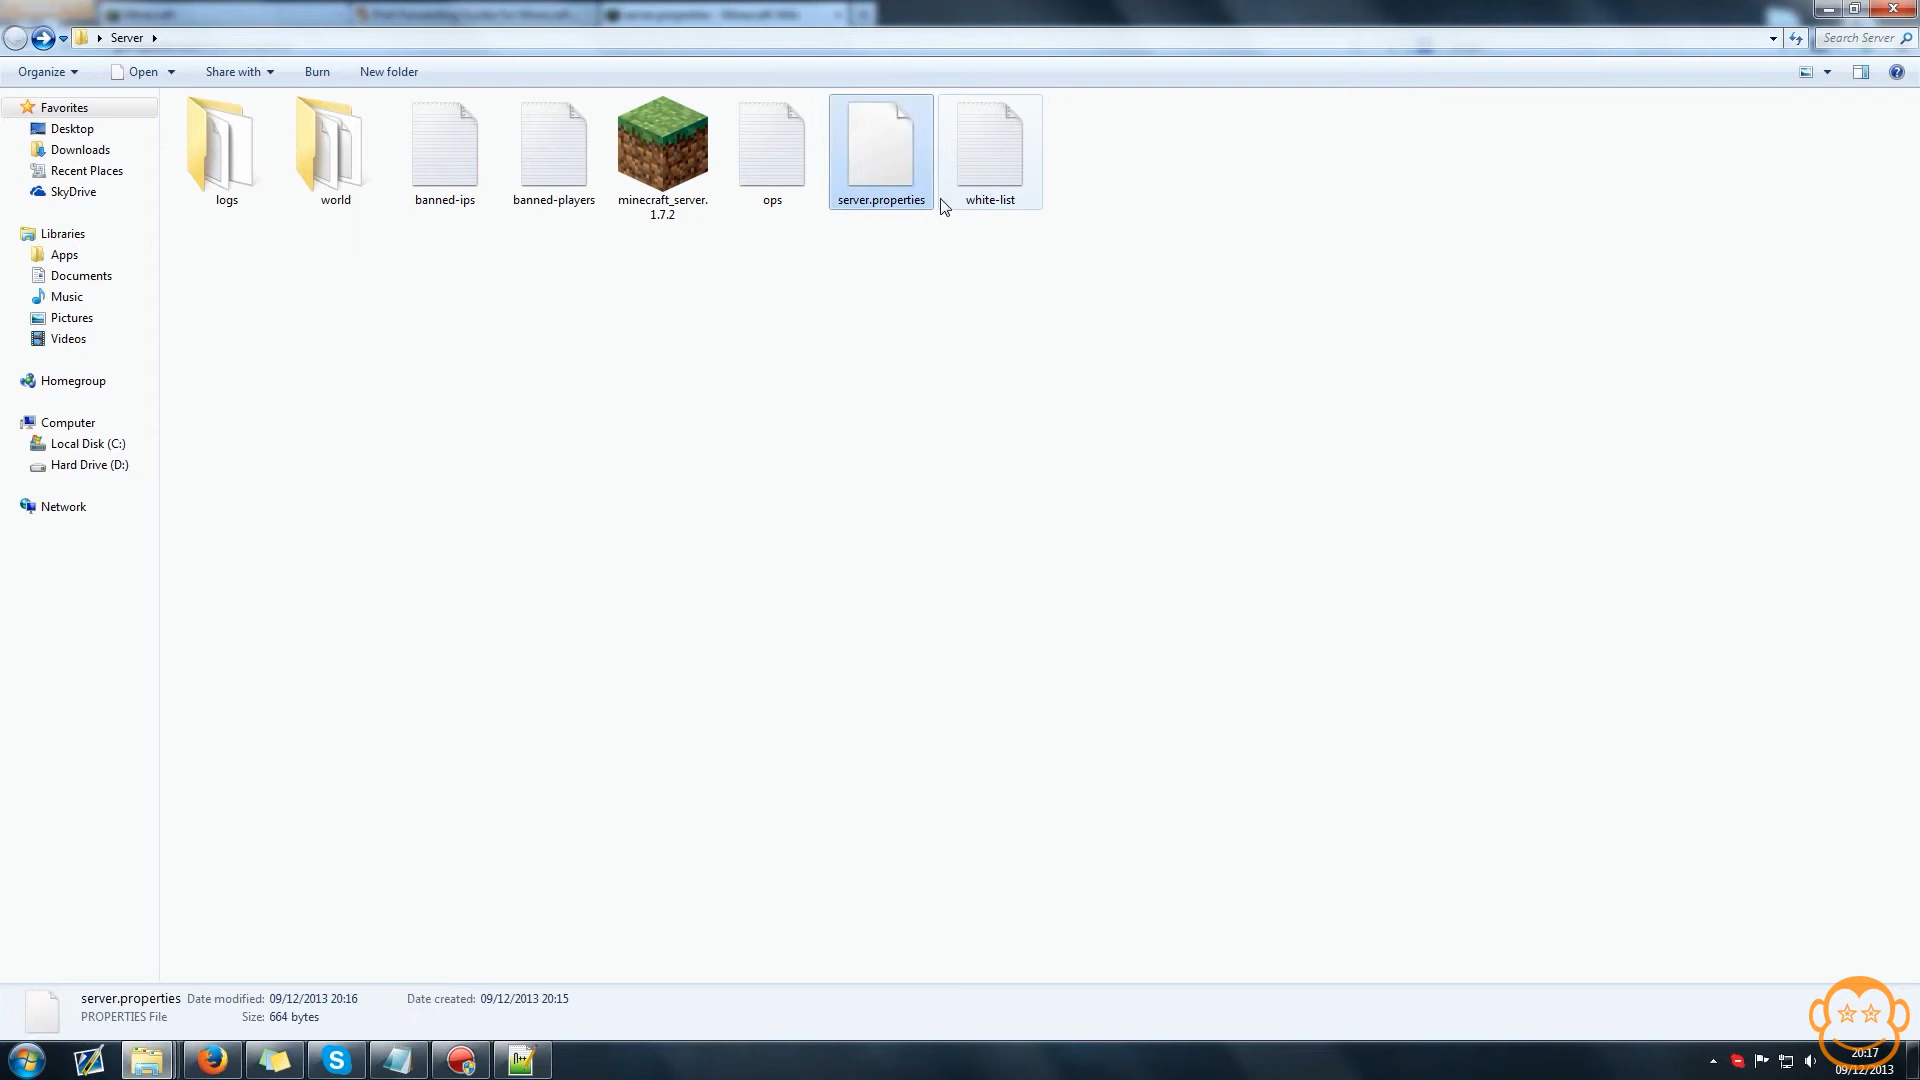 Server
Search Server
Organize
Open
Share with
Burn
New folder
Favorites
Desktop
Downloads
Recent Places
SkyDrive
Libraries
Apps
Documents
Music
Pictures
Videos
Homegroup
Computer
Local Disk (C:)
Hard Drive (D:)
Network
logs
world
banned-ips
banned-players
minecraft_server.
1.7.2
ops
server.properties
white-list
server.properties Date modified: 09/12/2013 20:16 Date created: 09/12/2013 20:15
PROPERTIES File Size: 664 bytes
20:17
09/12/2013